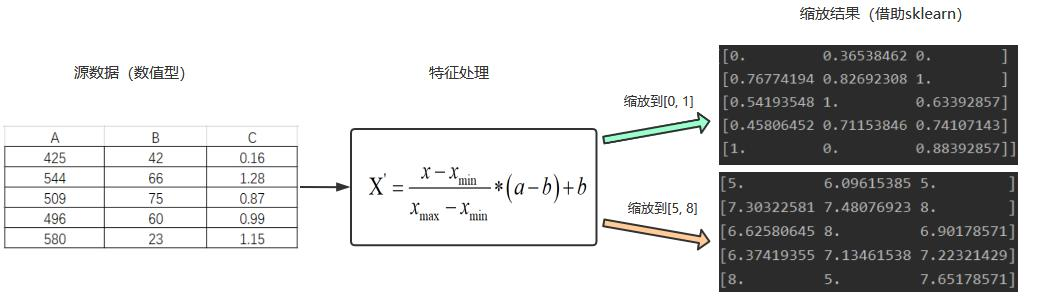 缩放结果（借助sklearn）
源数据（数值型）
特征处理
A B C
425 42 0.16
544 66 1.28
509 75 0.87
496 60 0.99
580 23 1.15
X' = (x − x_min) / (x_max − x_min) * (a − b) + b
缩放到[0, 1]
缩放到[5, 8]
[0. 0.36538462 0. ]
[0.76774194 0.82692308 1. ]
[0.54193548 1. 0.63392857]
[0.45806452 0.71153846 0.74107143]
[1. 0. 0.88392857]]
[5. 6.09615385 5. ]
[7.30322581 7.48076923 8. ]
[6.62580645 8. 6.90178571]
[6.37419355 7.13461538 7.22321429]
[8. 5. 7.65178571]